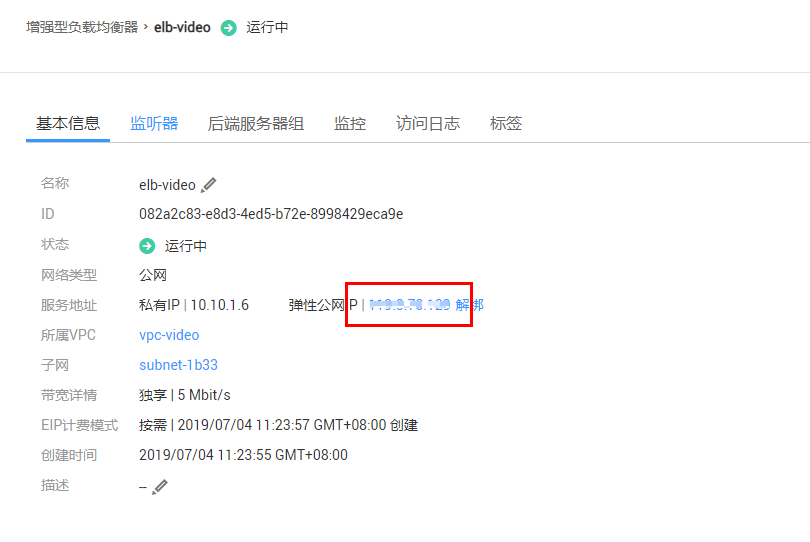 增强型负载均衡器 › elb-video 运行中
基本信息 监听器 后端服务器组 监控 访问日志 标签
名称 elb-video
ID 082a2c83-e8d3-4ed5-b72e-8998429eca9e
状态 运行中
网络类型 公网
服务地址 私有IP | 10.10.1.6 弹性公网IP | 解绑
所属VPC vpc-video
子网 subnet-1b33
带宽详情 独享 | 5 Mbit/s
EIP计费模式 按需 | 2019/07/04 11:23:57 GMT+08:00 创建
创建时间 2019/07/04 11:23:55 GMT+08:00
描述 --